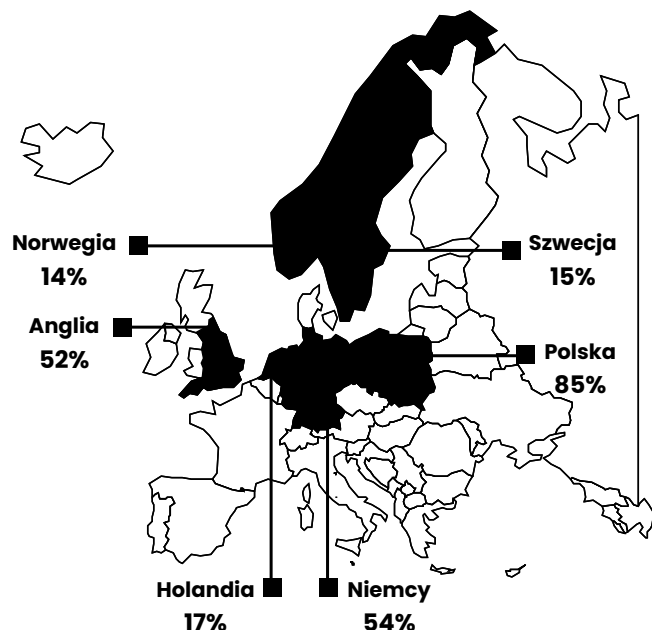 Norwegia
14%
Szwecja
15%
Anglia
52%
Polska
85%
Holandia
17%
Niemcy
54%